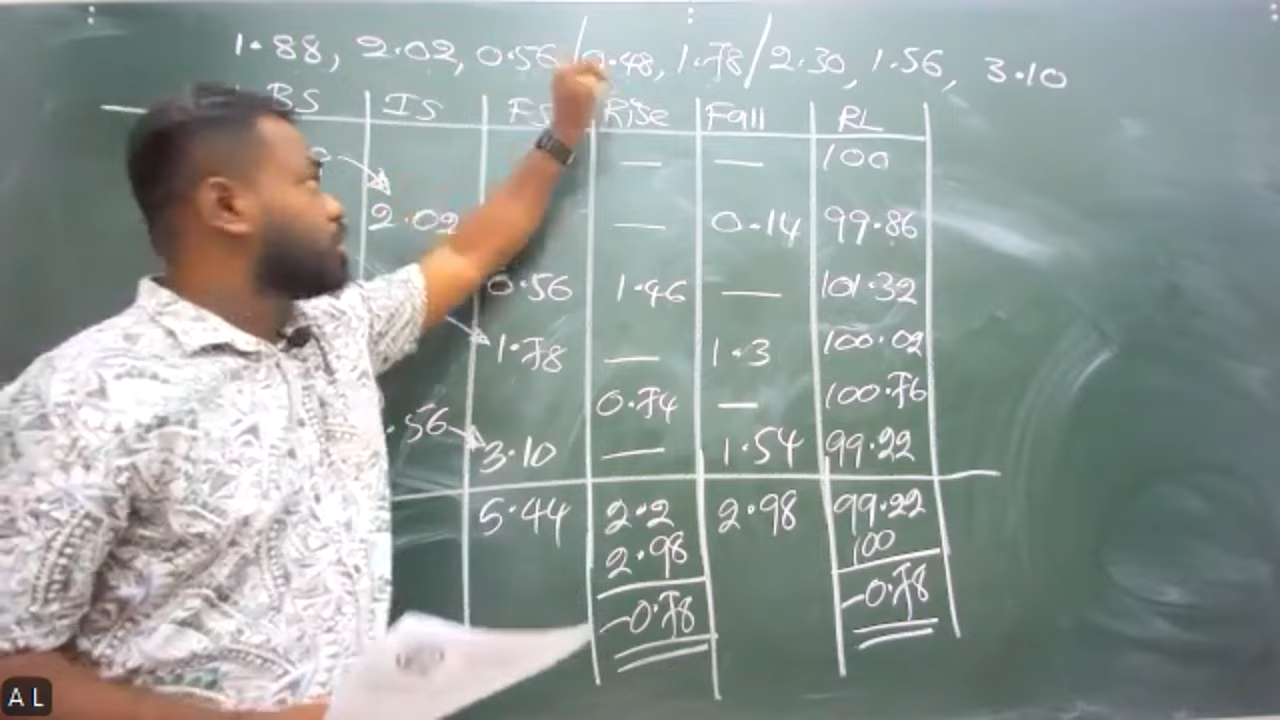 1.88, 2.02, 0.56/0.48, 1.78/2.30, 1.56, 3.10
BS IS FS Rise Fall RL
— — 100
2.02 — 0.14 99.86
0.56 1.46 — 101.32
1.78 — 1.3 100.02
0.74 — 100.76
.56 3.10 — 1.54 99.22
5.44 2.2 2.98 99.22
2.98 100
-0.78 -0.78
A L